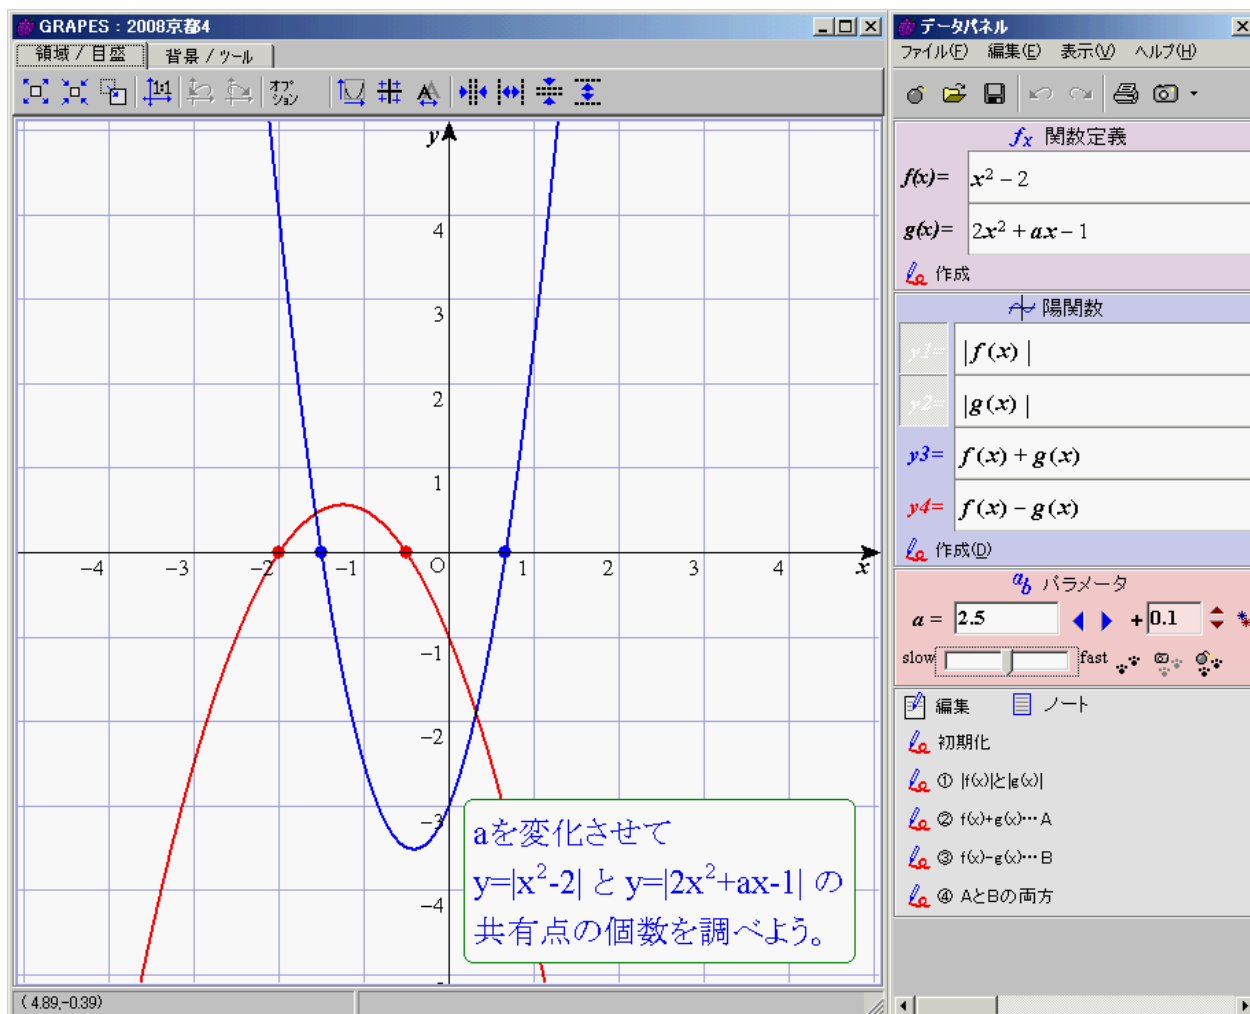 GRAPES : 2008京都4
領域 / 目盛
背景 / ツール
1:1
オプション
y
4
3
2
1
-4
-3
-2
-1
O
1
2
3
4
x
-1
-2
-3
-4
aを変化させて
y=|x²-2| と y=|2x²+ax-1| の
共有点の個数を調べよう。
( 4.89,-0.39)
データパネル
ファイル(F) 編集(E) 表示(V) ヘルプ(H)
fx 関数定義
f(x)= x² − 2
g(x)= 2x² + ax − 1
作成
陽関数
y1= |f(x)|
y2= |g(x)|
y3= f(x) + g(x)
y4= f(x) − g(x)
作成(D)
ab パラメータ
a = 2.5 + 0.1
slow fast
編集 ノート
初期化
① |f(x)|と|g(x)|
② f(x)+g(x)…A
③ f(x)-g(x)…B
④ AとBの両方